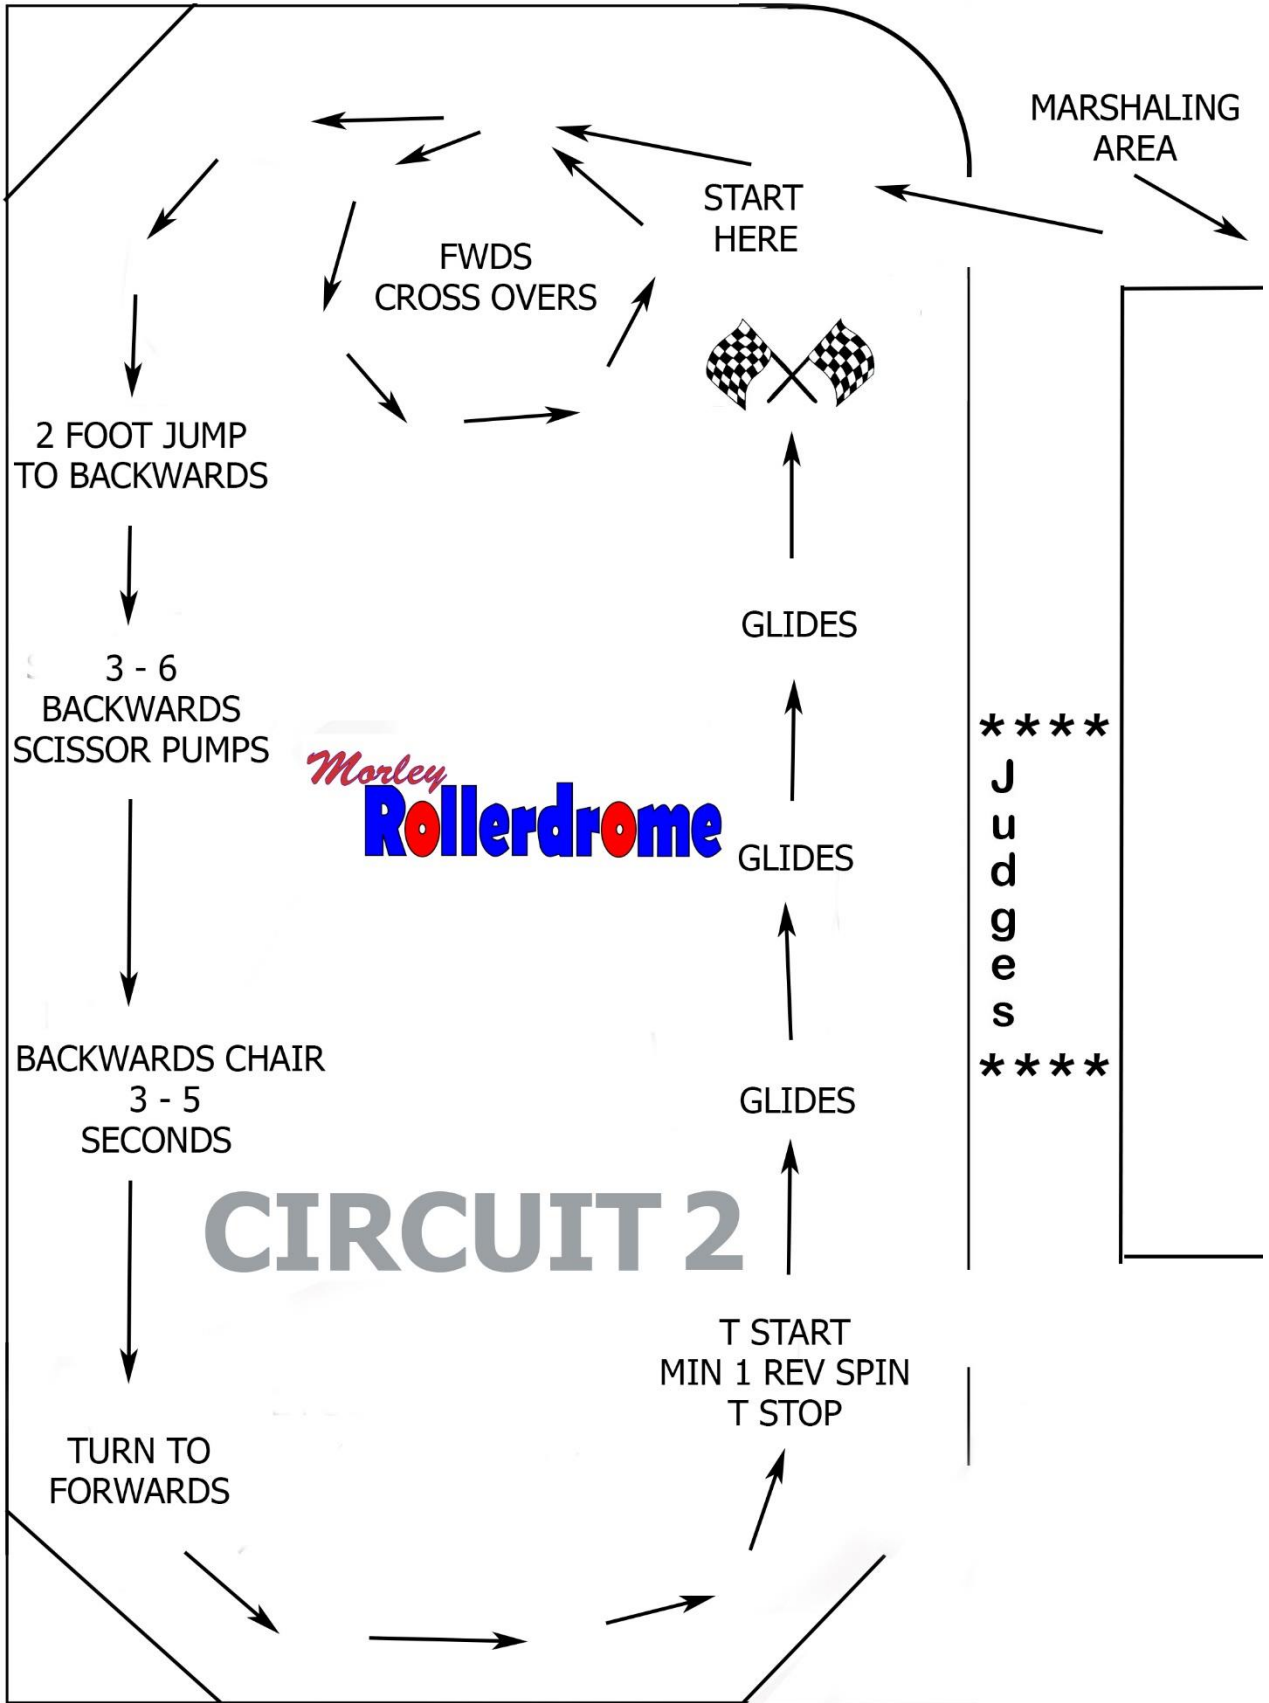 MARSHALING
AREA
START
HERE
FWDS
CROSS OVERS
2 FOOT JUMP
TO BACKWARDS
3 - 6
BACKWARDS
SCISSOR PUMPS
BACKWARDS CHAIR
3 - 5
SECONDS
TURN TO
FORWARDS
T START
MIN 1 REV SPIN
T STOP
GLIDES
GLIDES
GLIDES
Morley
Rollerdrome
CIRCUIT 2
****
Judges
****